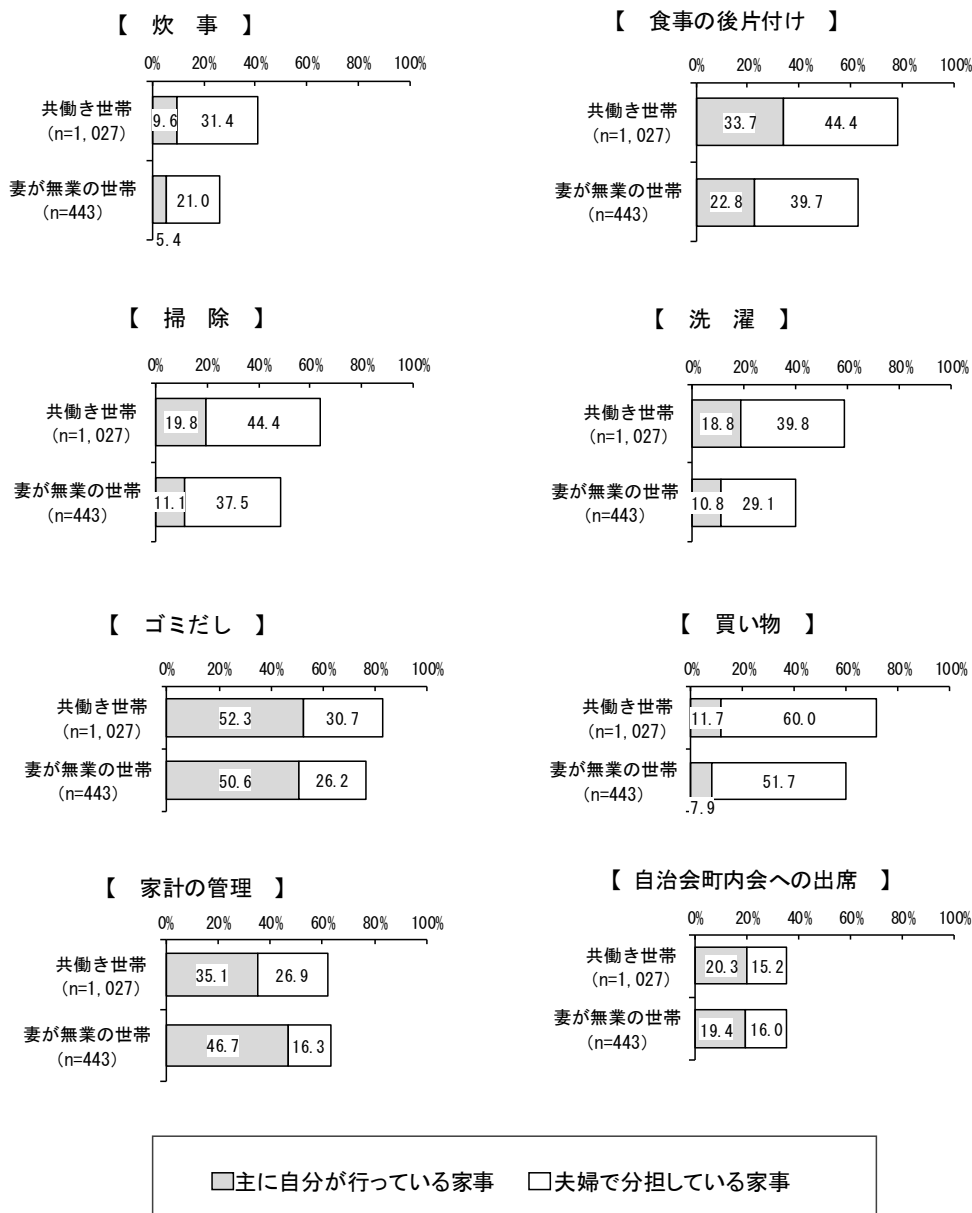 【 炊 事 】
0% 20% 40% 60% 80% 100%
共働き世帯
(n=1,027)
9.6 31.4
妻が無業の世帯
(n=443)
21.0
5.4
【 食事の後片付け 】
0% 20% 40% 60% 80% 100%
共働き世帯
(n=1,027)
33.7 44.4
妻が無業の世帯
(n=443)
22.8 39.7
【 掃 除 】
0% 20% 40% 60% 80% 100%
共働き世帯
(n=1,027)
19.8 44.4
妻が無業の世帯
(n=443)
11.1 37.5
【 洗 濯 】
0% 20% 40% 60% 80% 100%
共働き世帯
(n=1,027)
18.8 39.8
妻が無業の世帯
(n=443)
10.8 29.1
【 ゴミだし 】
0% 20% 40% 60% 80% 100%
共働き世帯
(n=1,027)
52.3 30.7
妻が無業の世帯
(n=443)
50.6 26.2
【 買い物 】
0% 20% 40% 60% 80% 100%
共働き世帯
(n=1,027)
11.7 60.0
妻が無業の世帯
(n=443)
51.7
7.9
【 家計の管理 】
0% 20% 40% 60% 80% 100%
共働き世帯
(n=1,027)
35.1 26.9
妻が無業の世帯
(n=443)
46.7 16.3
【 自治会町内会への出席 】
0% 20% 40% 60% 80% 100%
共働き世帯
(n=1,027)
20.3 15.2
妻が無業の世帯
(n=443)
19.4 16.0
主に自分が行っている家事 夫婦で分担している家事